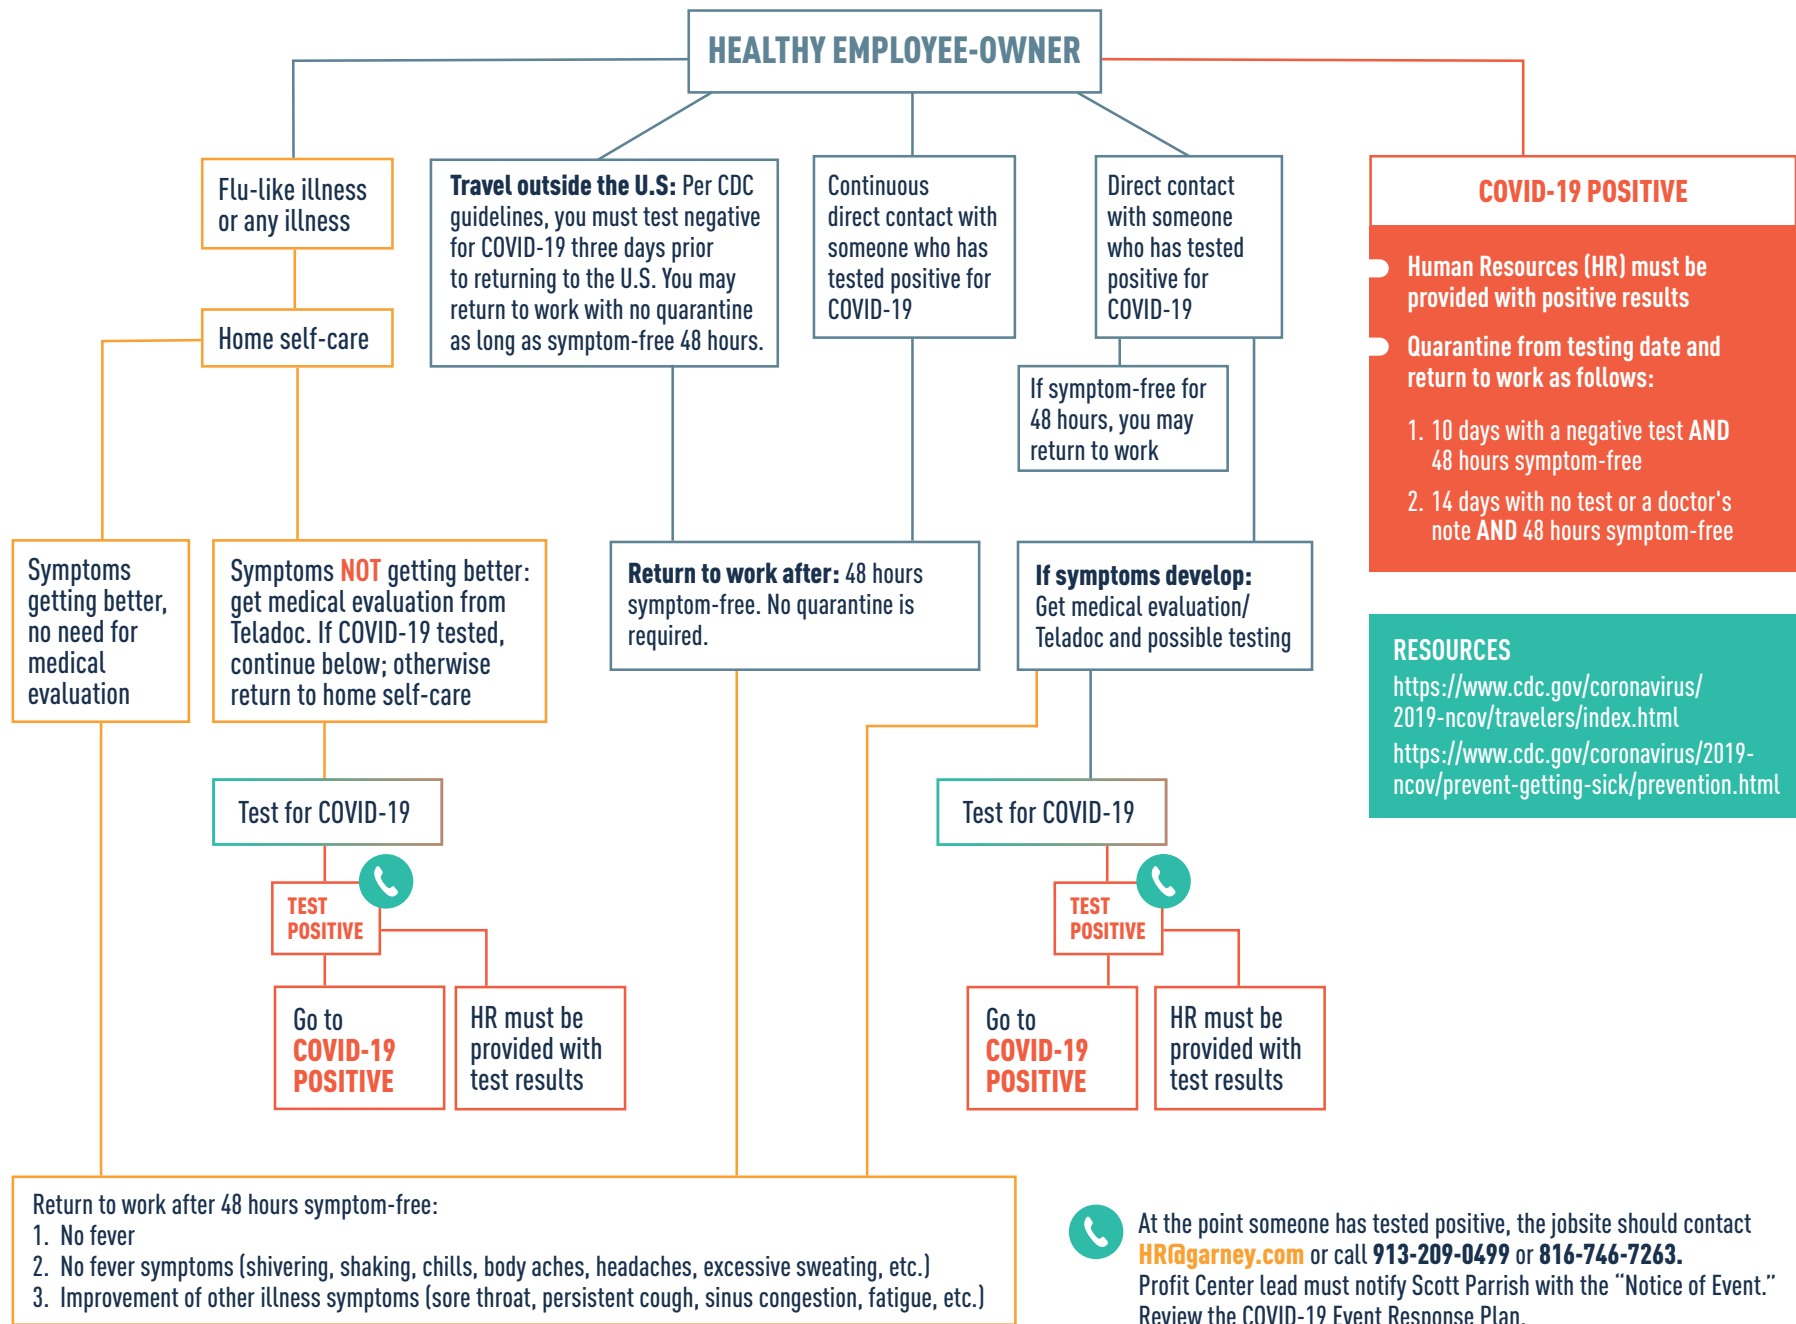 HEALTHY EMPLOYEE-OWNER
Flu-like illness
or any illness
Home self-care
Travel outside the U.S: Per CDC
guidelines, you must test negative
for COVID-19 three days prior
to returning to the U.S. You may
return to work with no quarantine
as long as symptom-free 48 hours.
Continuous
direct contact with
someone who has
tested positive for
COVID-19
Direct contact
with someone
who has tested
positive for
COVID-19
If symptom-free for
48 hours, you may
return to work
COVID-19 POSITIVE
Human Resources (HR) must be
provided with positive results
Quarantine from testing date and
return to work as follows:
1. 10 days with a negative test AND
48 hours symptom-free
2. 14 days with no test or a doctor's
note AND 48 hours symptom-free
Symptoms
getting better,
no need for
medical
evaluation
Symptoms NOT getting better:
get medical evaluation from
Teladoc. If COVID-19 tested,
continue below; otherwise
return to home self-care
Return to work after: 48 hours
symptom-free. No quarantine is
required.
If symptoms develop:
Get medical evaluation/
Teladoc and possible testing
RESOURCES
https://www.cdc.gov/coronavirus/
2019-ncov/travelers/index.html
https://www.cdc.gov/coronavirus/2019-
ncov/prevent-getting-sick/prevention.html
Test for COVID-19
TEST
POSITIVE
Go to
COVID-19
POSITIVE
HR must be
provided with
test results
Test for COVID-19
TEST
POSITIVE
Go to
COVID-19
POSITIVE
HR must be
provided with
test results
Return to work after 48 hours symptom-free:
1. No fever
2. No fever symptoms (shivering, shaking, chills, body aches, headaches, excessive sweating, etc.)
3. Improvement of other illness symptoms (sore throat, persistent cough, sinus congestion, fatigue, etc.)
At the point someone has tested positive, the jobsite should contact
HR@garney.com or call 913-209-0499 or 816-746-7263.
Profit Center lead must notify Scott Parrish with the “Notice of Event.”
Review the COVID-19 Event Response Plan.